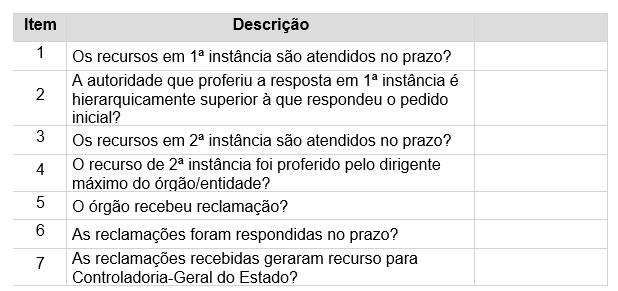 Item Descrição
1 Os recursos em 1ª instância são atendidos no prazo?
2 A autoridade que proferiu a resposta em 1ª instância é
hierarquicamente superior à que respondeu o pedido
inicial?
3 Os recursos em 2ª instância são atendidos no prazo?
4 O recurso de 2ª instância foi proferido pelo dirigente
máximo do órgão/entidade?
5 O órgão recebeu reclamação?
6 As reclamações foram respondidas no prazo?
7 As reclamações recebidas geraram recurso para
Controladoria-Geral do Estado?